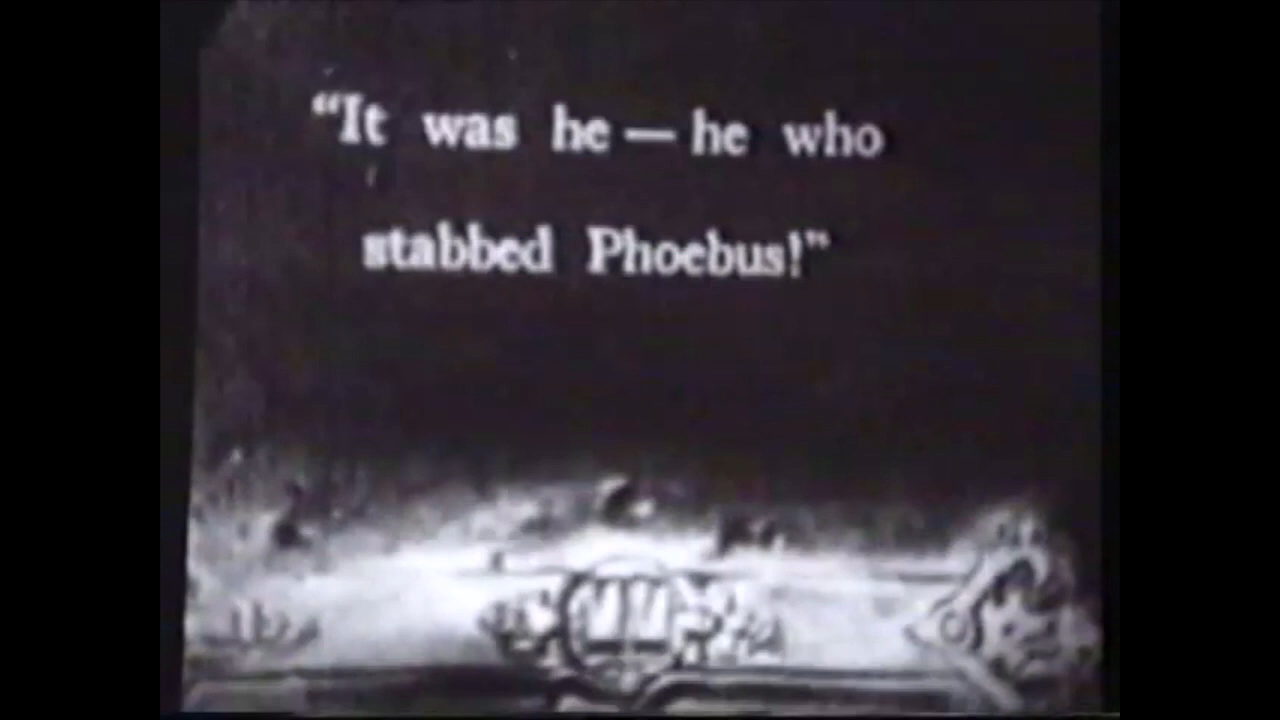 “It was he — he who
stabbed Phoebus!”